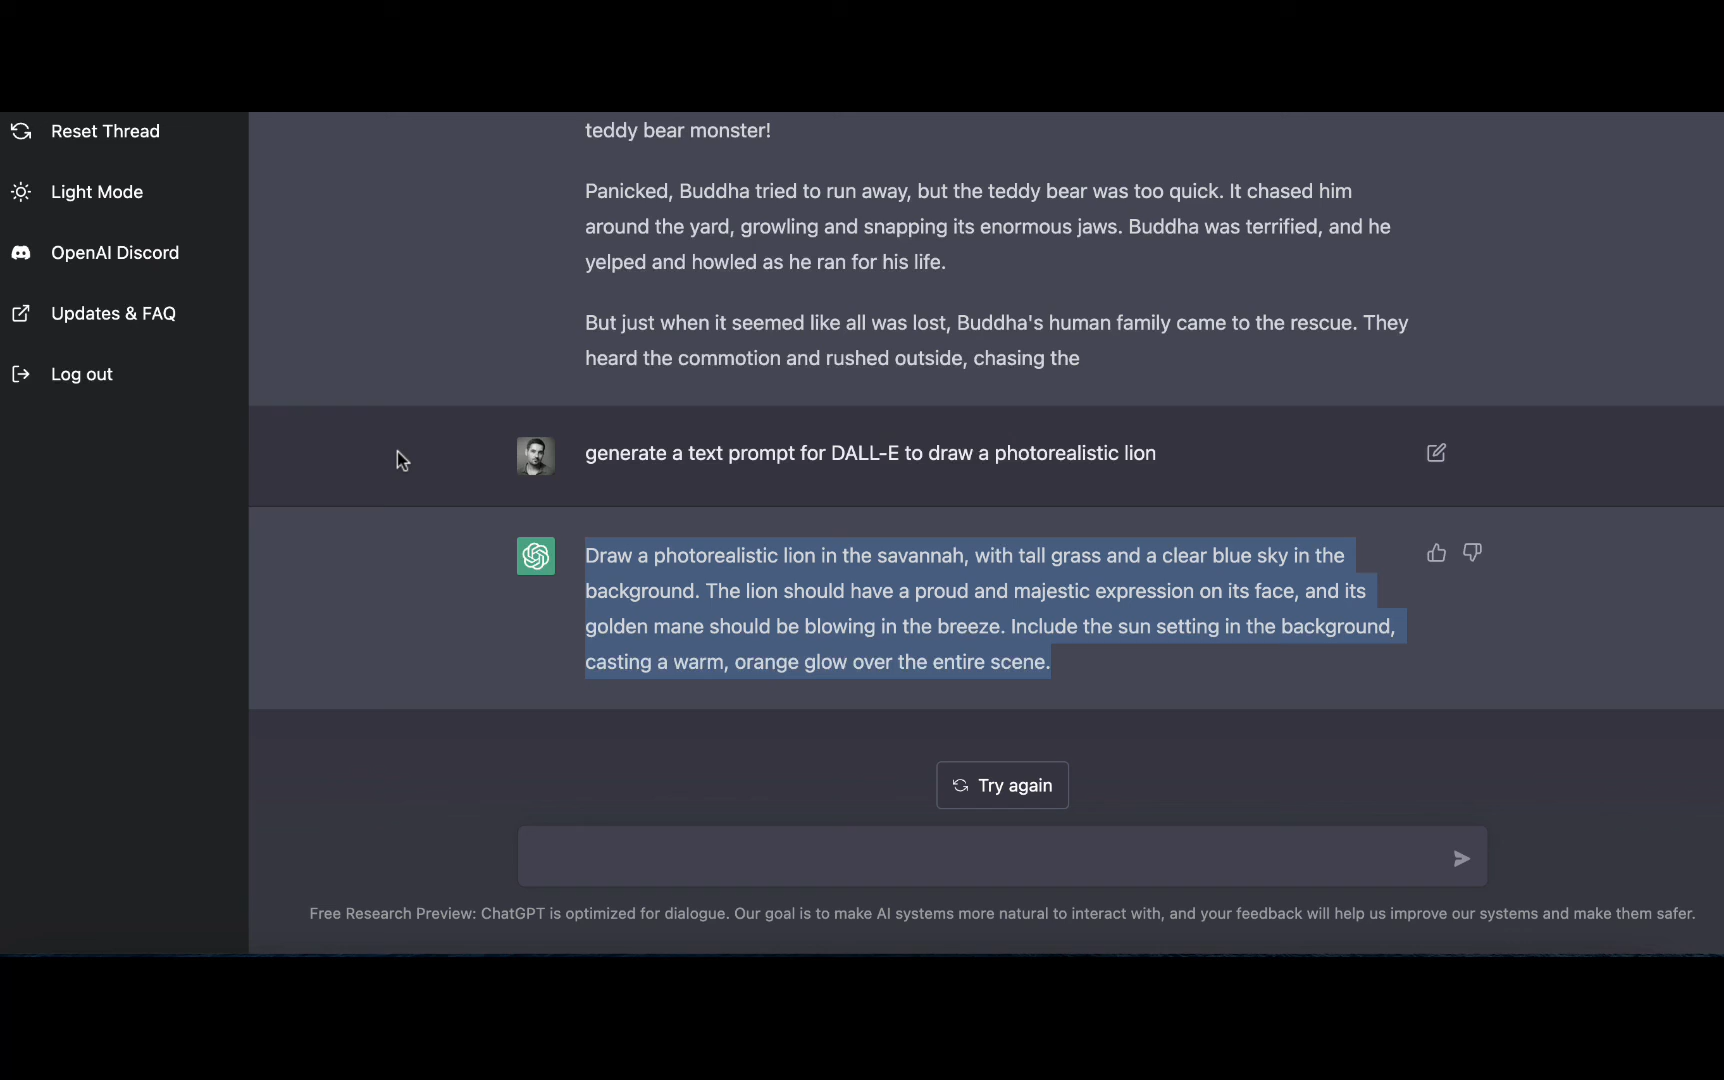 Reset Thread
Light Mode
OpenAI Discord
Updates & FAQ
Log out
teddy bear monster!
Panicked, Buddha tried to run away, but the teddy bear was too quick. It chased him
around the yard, growling and snapping its enormous jaws. Buddha was terrified, and he
yelped and howled as he ran for his life.
But just when it seemed like all was lost, Buddha's human family came to the rescue. They
heard the commotion and rushed outside, chasing the
generate a text prompt for DALL-E to draw a photorealistic lion
Draw a photorealistic lion in the savannah, with tall grass and a clear blue sky in the
background. The lion should have a proud and majestic expression on its face, and its
golden mane should be blowing in the breeze. Include the sun setting in the background,
casting a warm, orange glow over the entire scene.
Try again
Free Research Preview: ChatGPT is optimized for dialogue. Our goal is to make AI systems more natural to interact with, and your feedback will help us improve our systems and make them safer.